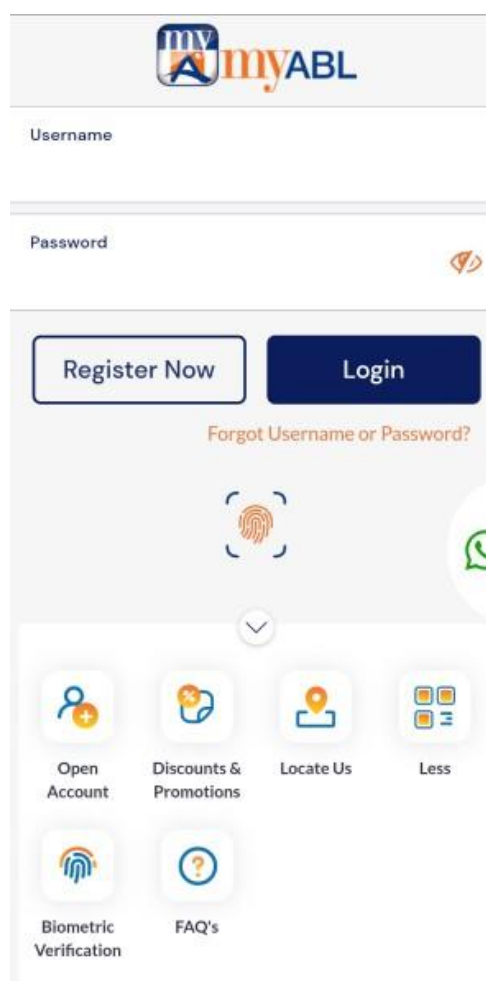 my
A
myABL
Username
Password
Register Now
Login
Forgot Username or Password?
Open
Account
Discounts &
Promotions
Locate Us
Less
Biometric
Verification
FAQ's